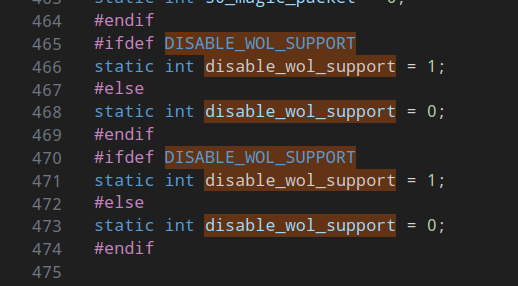 static int s0_magic_packet = 0;
464 #endif
465 #ifdef DISABLE_WOL_SUPPORT
466 static int disable_wol_support = 1;
467 #else
468 static int disable_wol_support = 0;
469 #endif
470 #ifdef DISABLE_WOL_SUPPORT
471 static int disable_wol_support = 1;
472 #else
473 static int disable_wol_support = 0;
474 #endif
475